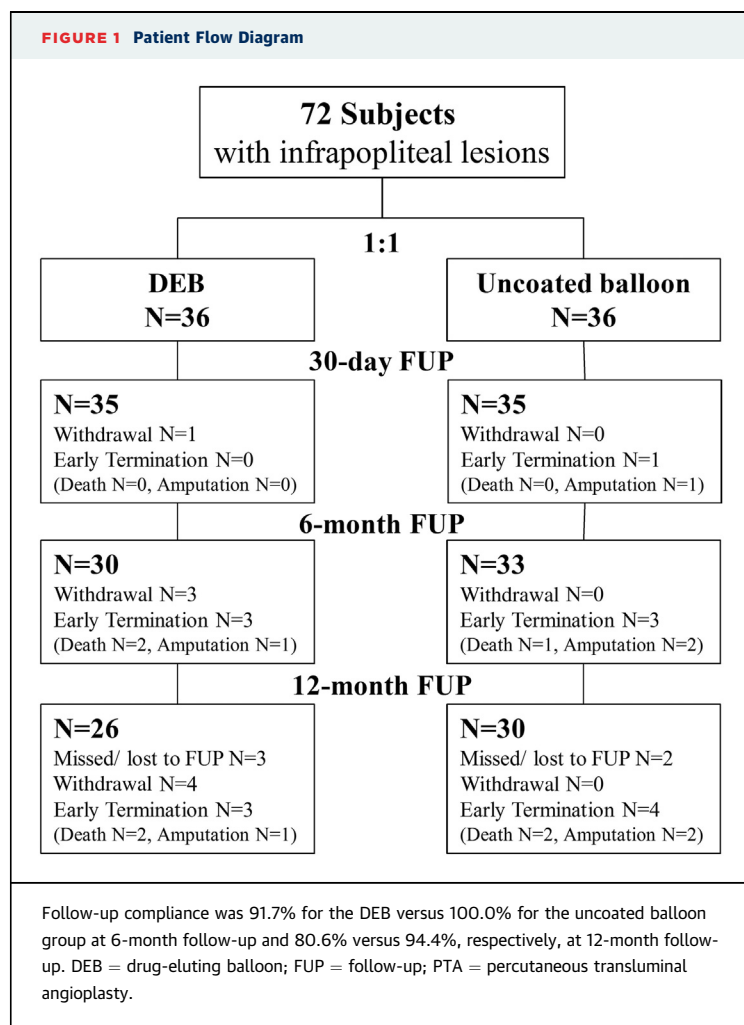 FIGURE 1 Patient Flow Diagram
72 Subjects
with infrapopliteal lesions
1:1
DEB
N=36
Uncoated balloon
N=36
30-day FUP
N=35
Withdrawal N=1
Early Termination N=0
(Death N=0, Amputation N=0)
N=35
Withdrawal N=0
Early Termination N=1
(Death N=0, Amputation N=1)
6-month FUP
N=30
Withdrawal N=3
Early Termination N=3
(Death N=2, Amputation N=1)
N=33
Withdrawal N=0
Early Termination N=3
(Death N=1, Amputation N=2)
12-month FUP
N=26
Missed/ lost to FUP N=3
Withdrawal N=4
Early Termination N=3
(Death N=2, Amputation N=1)
N=30
Missed/ lost to FUP N=2
Withdrawal N=0
Early Termination N=4
(Death N=2, Amputation N=2)
Follow-up compliance was 91.7% for the DEB versus 100.0% for the uncoated balloon
group at 6-month follow-up and 80.6% versus 94.4%, respectively, at 12-month follow-
up. DEB = drug-eluting balloon; FUP = follow-up; PTA = percutaneous transluminal
angioplasty.